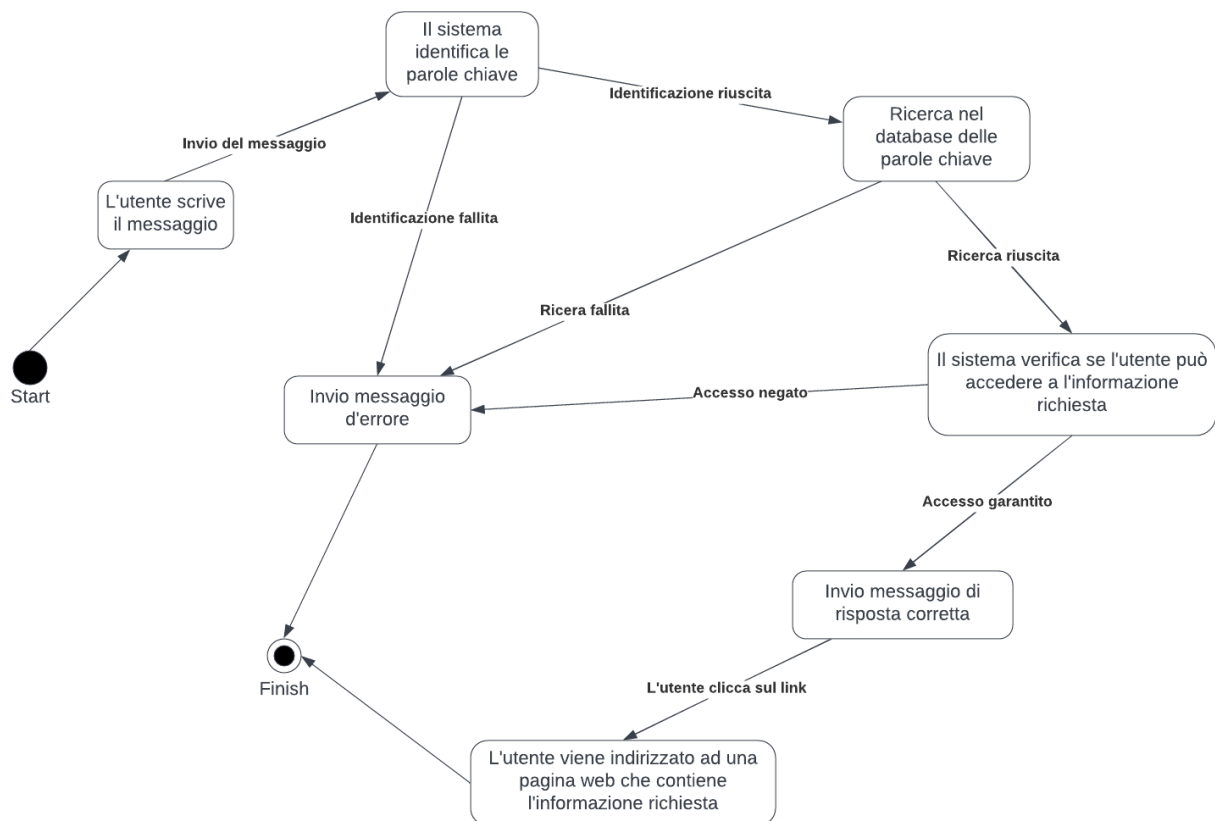 Il sistema
identifica le
parole chiave
Identificazione riuscita
Ricerca nel
database delle
parole chiave
Invio del messaggio
L'utente scrive
il messaggio
Identificazione fallita
Ricerca riuscita
Ricera fallita
Start
Il sistema verifica se l'utente può
accedere a l'informazione
richiesta
Invio messaggio
d'errore
Accesso negato
Accesso garantito
Invio messaggio di
risposta corretta
Finish
L'utente clicca sul link
L'utente viene indirizzato ad una
pagina web che contiene
l'informazione richiesta